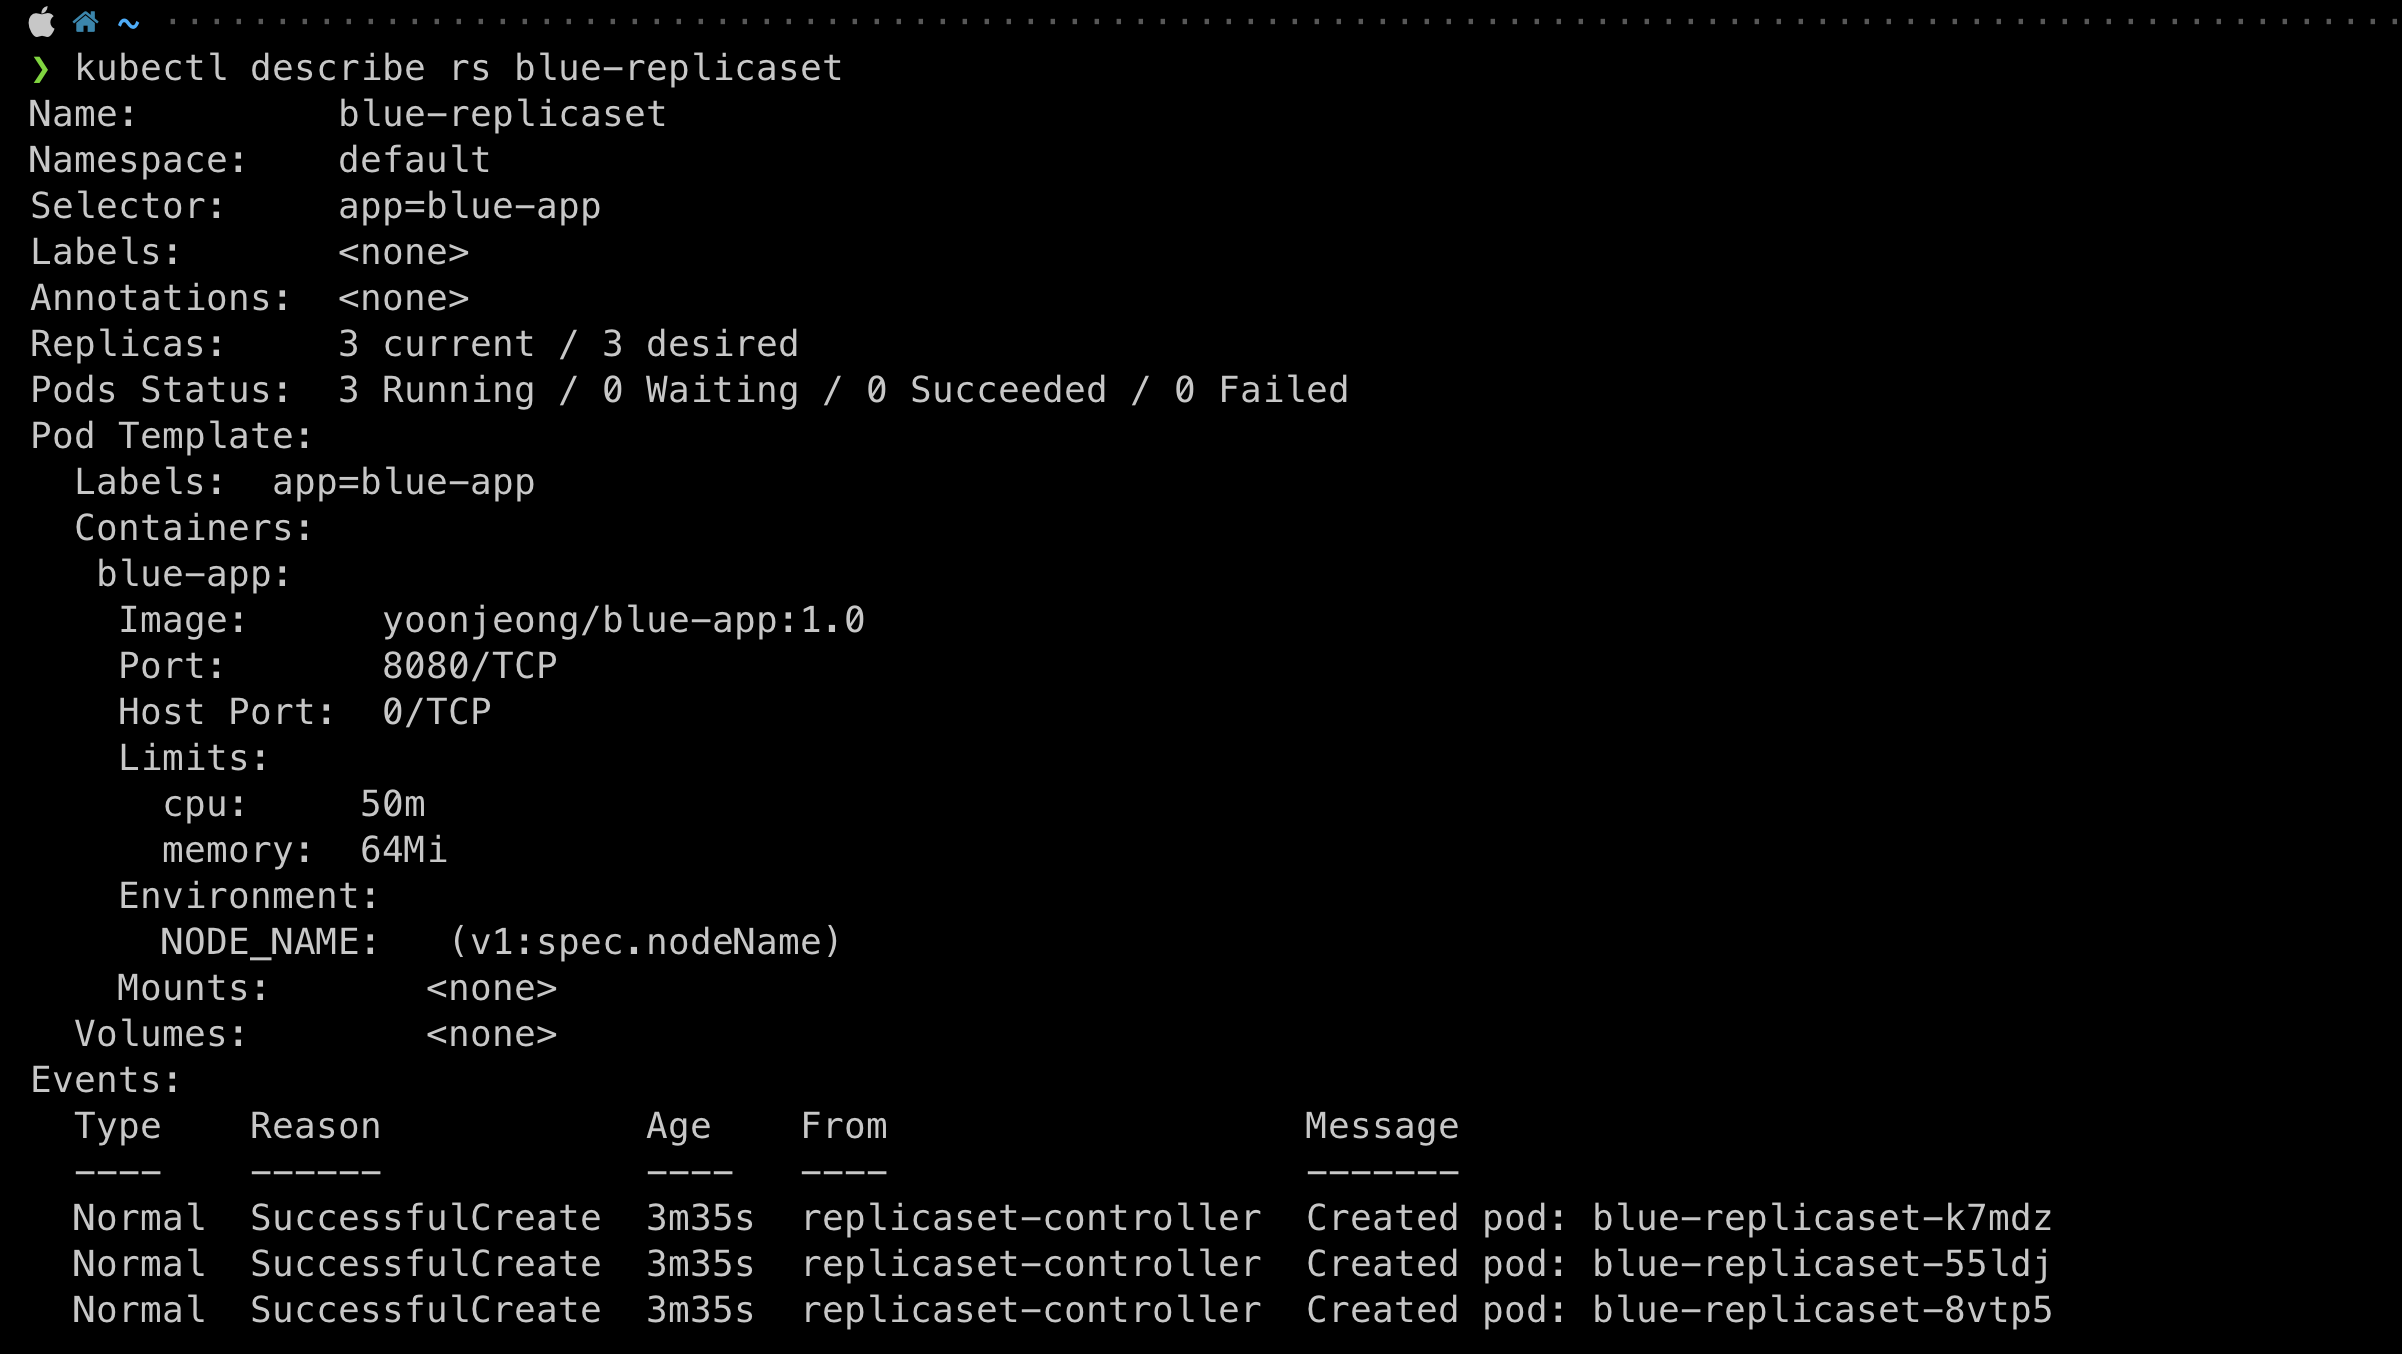 ~
❯ kubectl describe rs blue-replicaset
Name:         blue-replicaset
Namespace:    default
Selector:     app=blue-app
Labels:       <none>
Annotations:  <none>
Replicas:     3 current / 3 desired
Pods Status:  3 Running / 0 Waiting / 0 Succeeded / 0 Failed
Pod Template:
  Labels:  app=blue-app
  Containers:
   blue-app:
    Image:      yoonjeong/blue-app:1.0
    Port:       8080/TCP
    Host Port:  0/TCP
    Limits:
      cpu:     50m
      memory:  64Mi
    Environment:
      NODE_NAME:   (v1:spec.nodeName)
    Mounts:       <none>
  Volumes:        <none>
Events:
  Type    Reason            Age   From                   Message
  ----    ------            ----  ----                   -------
  Normal  SuccessfulCreate  3m35s  replicaset-controller  Created pod: blue-replicaset-k7mdz
  Normal  SuccessfulCreate  3m35s  replicaset-controller  Created pod: blue-replicaset-55ldj
  Normal  SuccessfulCreate  3m35s  replicaset-controller  Created pod: blue-replicaset-8vtp5